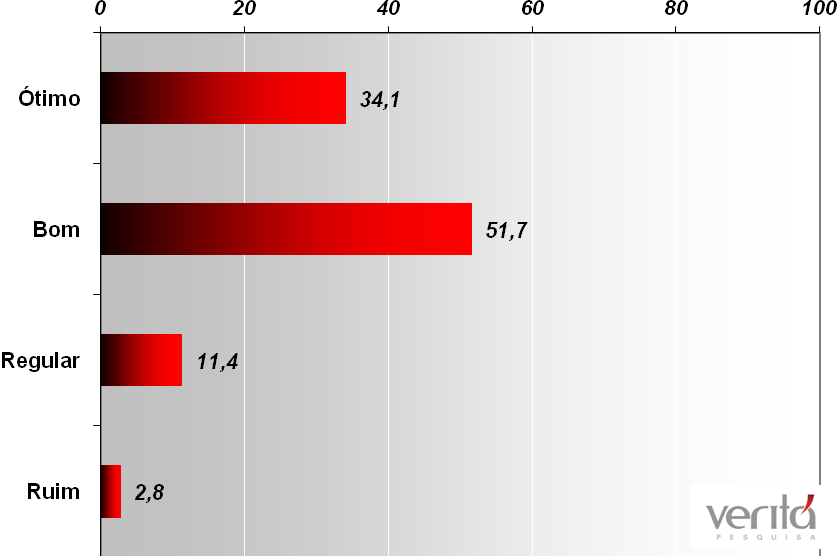 0 20 40 60 80 100
Ótimo 34,1
Bom 51,7
Regular 11,4
Ruim 2,8
veritá
PESQUISA